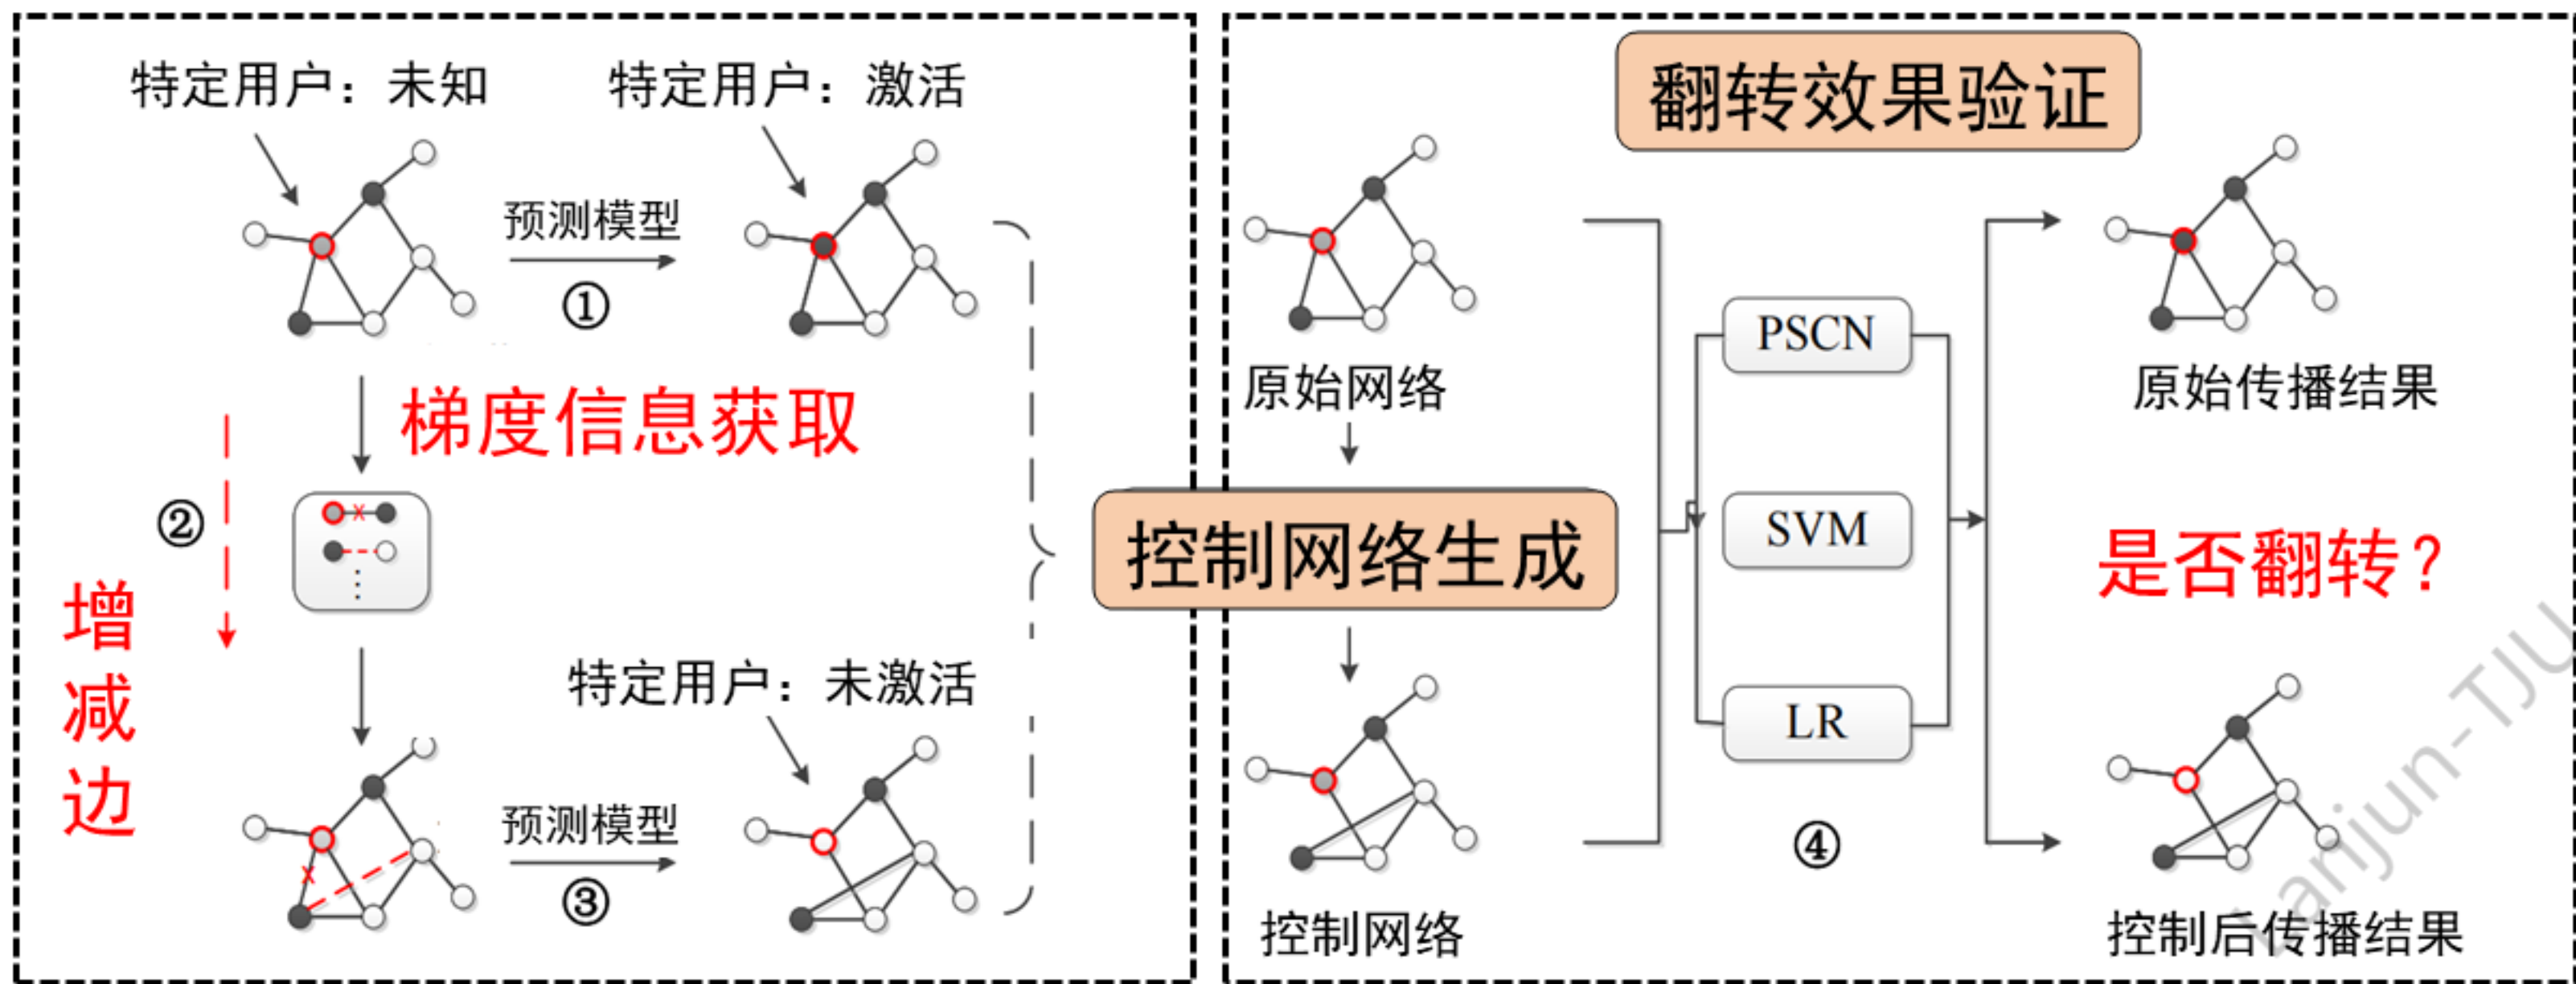 特定用户：未知
特定用户：激活
预测模型
①
梯度信息获取
②
增
减
边
x
x
特定用户：未激活
预测模型
③
控制网络生成
翻转效果验证
原始网络
控制网络
PSCN
SVM
LR
④
原始传播结果
是否翻转？
控制后传播结果
Lanjun-TJU